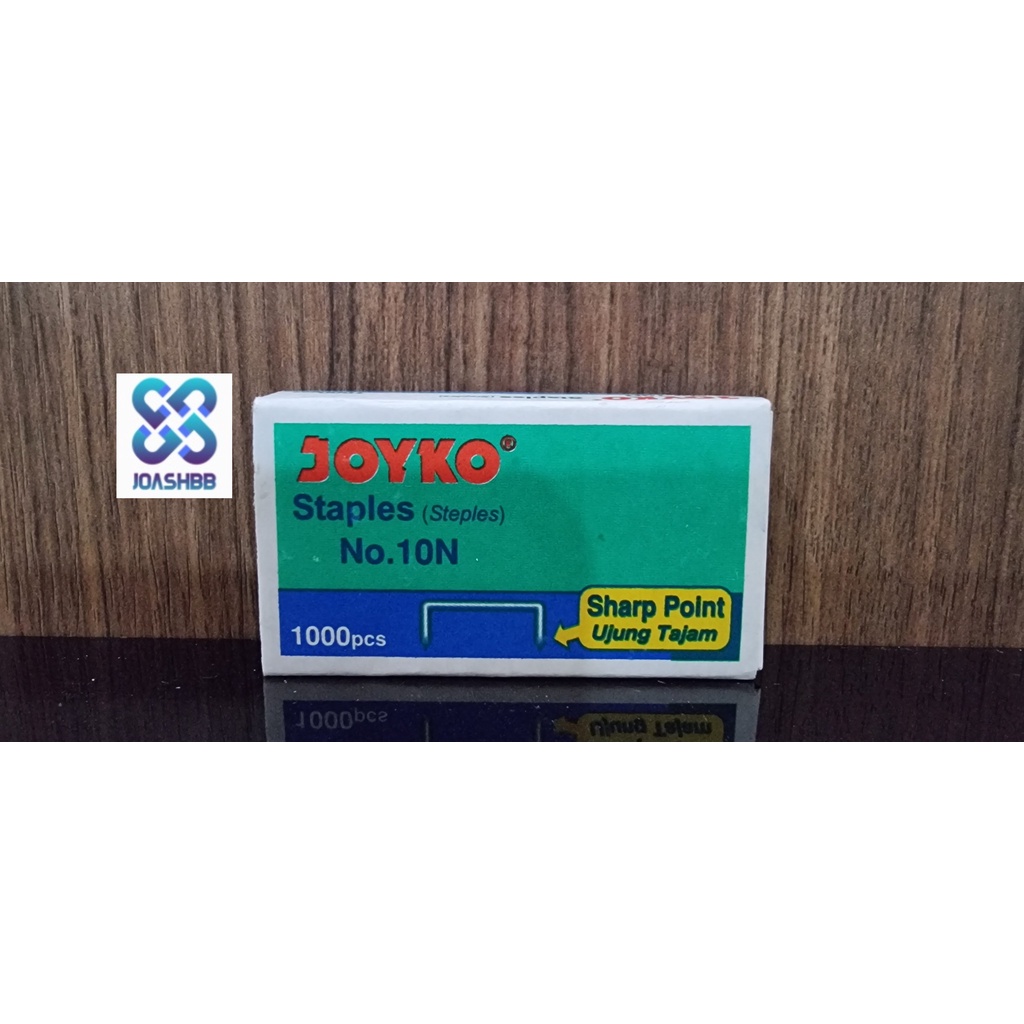 JOYKO®
Staples (Steples)
No.10N
1000pcs
Sharp Point
Ujung Tajam
JOASHBB